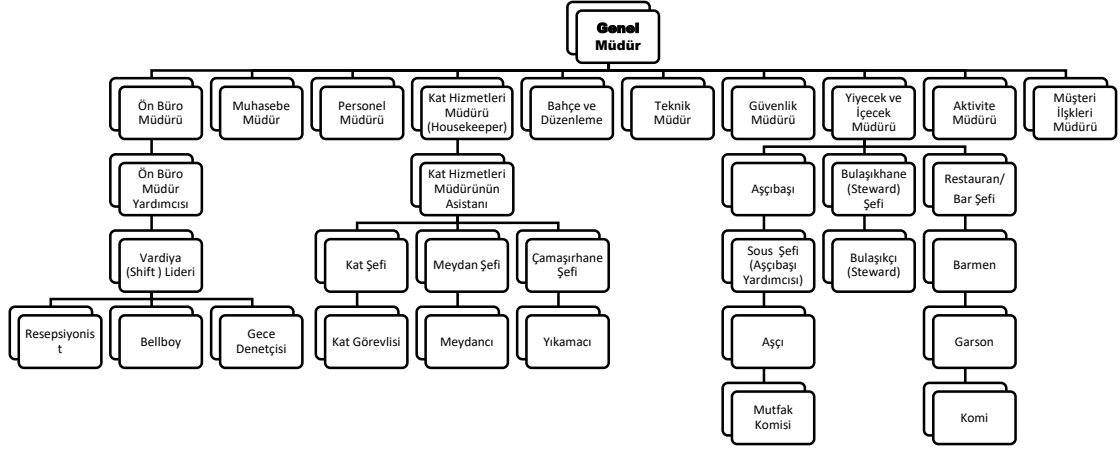 Genel
Müdür
Ön Büro
Müdürü
Muhasebe
Müdür
Personel
Müdürü
Kat Hizmetleri
Müdürü
(Housekeeper)
Bahçe ve
Düzenleme
Teknik
Müdür
Güvenlik
Müdürü
Yiyecek ve
İçecek
Müdürü
Aktivite
Müdürü
Müşteri
İlşkleri
Müdürü
Ön Büro
Müdür
Yardımcısı
Kat Hizmetleri
Müdürünün
Asistanı
Aşçıbaşı
Bulaşıkhane
(Steward)
Şefi
Restauran/
Bar Şefi
Vardiya
(Shift ) Lideri
Kat Şefi
Meydan Şefi
Çamaşırhane
Şefi
Sous Şefi
(Aşçıbaşı
Yardımcısı)
Bulaşıkçı
(Steward)
Barmen
Resepsiyonis
t
Bellboy
Gece
Denetçisi
Kat Görevlisi
Meydancı
Yıkamacı
Aşçı
Garson
Mutfak
Komisi
Komi